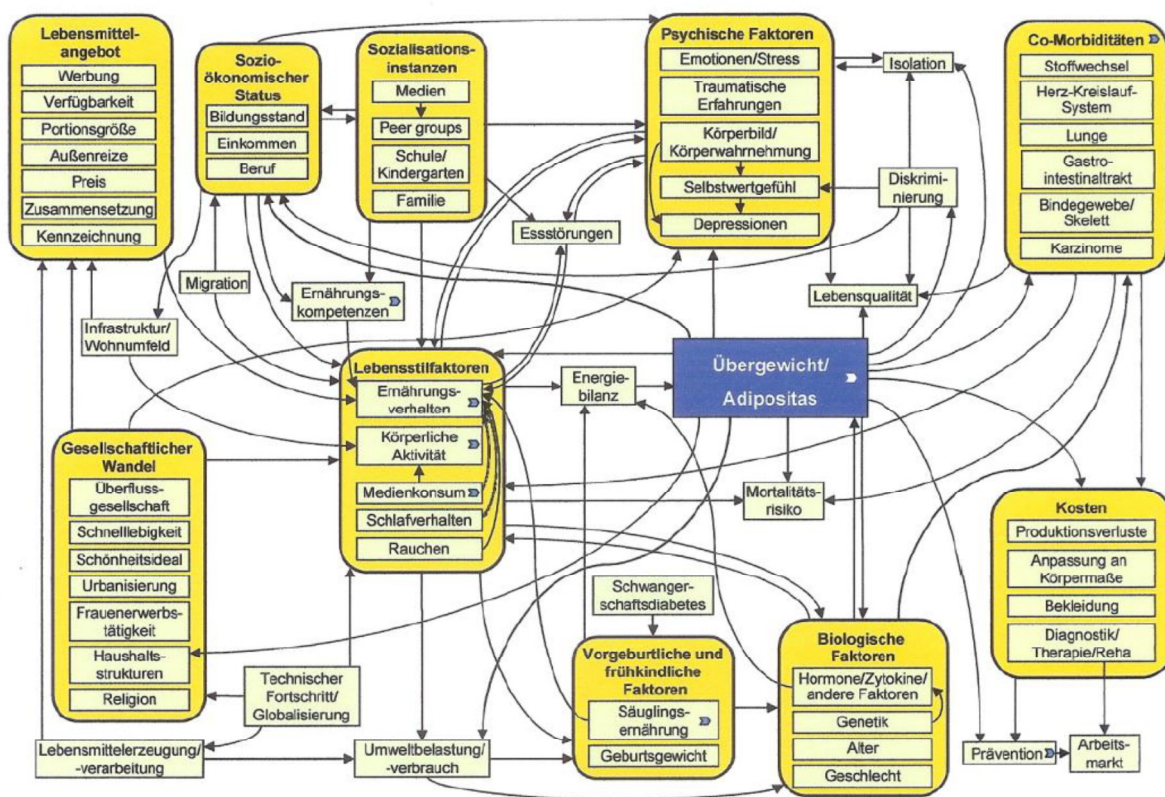 Lebensmittel-
angebot
Werbung
Verfügbarkeit
Portionsgröße
Außenreize
Preis
Zusammensetzung
Kennzeichnung
Sozio-
ökonomischer
Status
Bildungsstand
Einkommen
Beruf
Sozialisations-
instanzen
Medien
Peer groups
Schule/
Kindergarten
Familie
Psychische Faktoren
Emotionen/Stress
Traumatische
Erfahrungen
Körperbild/
Körperwahrnehmung
Selbstwertgefühl
Depressionen
Isolation
Diskrimi-
nierung
Lebensqualität
Co-Morbiditäten
Stoffwechsel
Herz-Kreislauf-
System
Lunge
Gastro-
intestinaltrakt
Bindegewebe/
Skelett
Karzinome
Migration
Ernährungs-
kompetenzen
Essstörungen
Infrastruktur/
Wohnumfeld
Lebensstilfaktoren
Ernährungs-
verhalten
Körperliche
Aktivität
Medienkonsum
Schlafverhalten
Rauchen
Energie-
bilanz
Übergewicht/
Adipositas
Mortalitäts-
risiko
Gesellschaftlicher
Wandel
Überfluss-
gesellschaft
Schnelllebigkeit
Schönheitsideal
Urbanisierung
Frauenerwerbs-
tätigkeit
Haushalts-
strukturen
Religion
Kosten
Produktionsverluste
Anpassung an
Körpermaße
Bekleidung
Diagnostik/
Therapie/Reha
Schwanger-
schaftsdiabetes
Vorgeburtliche und
frühkindliche
Faktoren
Säuglings-
ernährung
Geburtsgewicht
Biologische
Faktoren
Hormone/Zytokine/
andere Faktoren
Genetik
Alter
Geschlecht
Technischer
Fortschritt/
Globalisierung
Lebensmittelerzeugung/
-verarbeitung
Umweltbelastung/
-verbrauch
Prävention
Arbeits-
markt